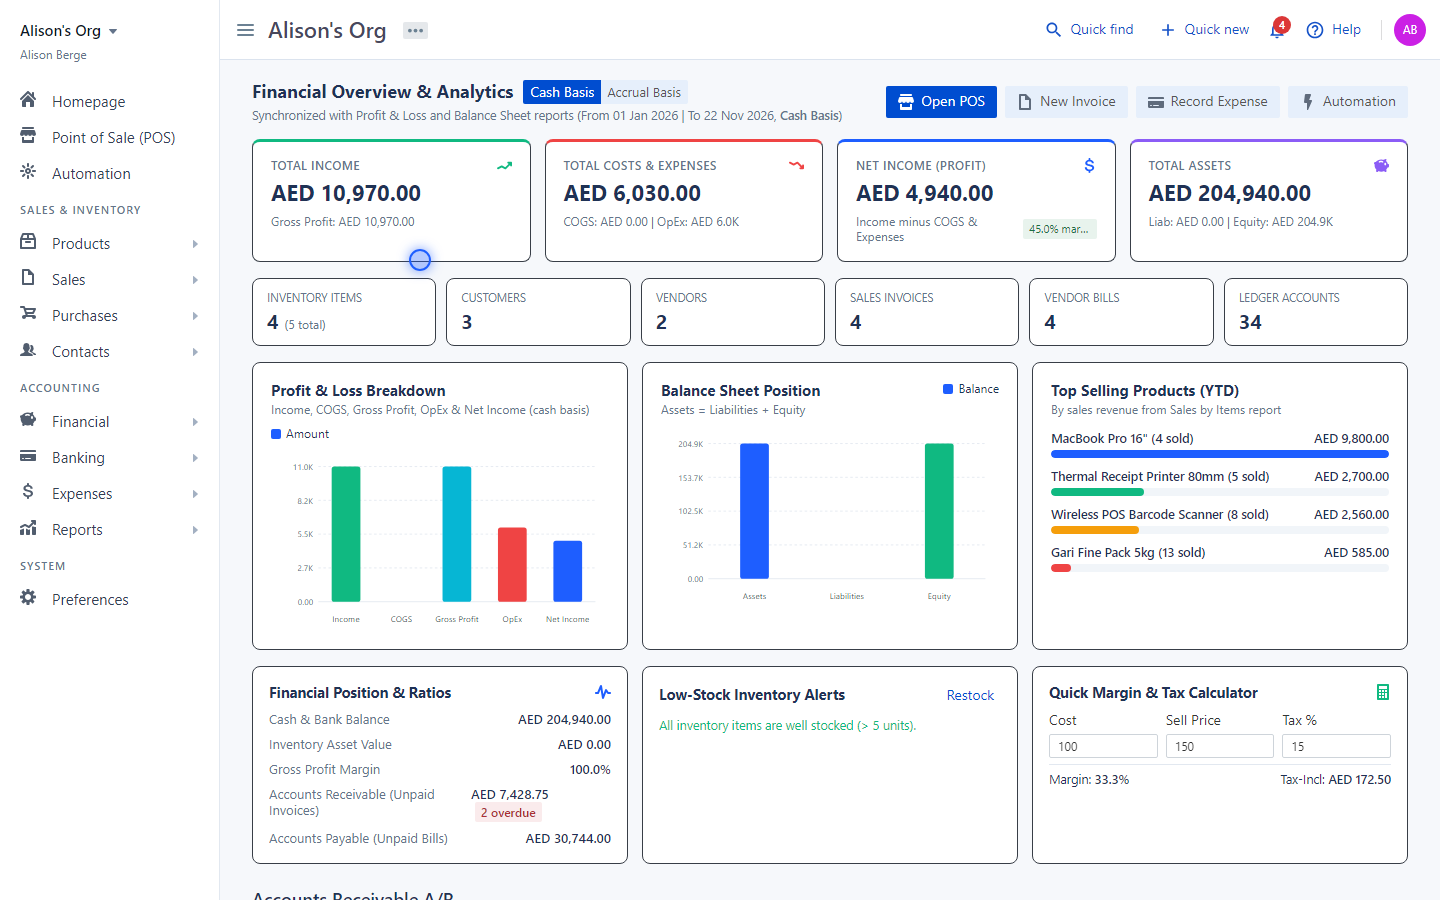 Alison's Org
Alison Berge
Homepage
Point of Sale (POS)
Automation
SALES & INVENTORY
Products
Sales
Purchases
Contacts
ACCOUNTING
Financial
Banking
Expenses
Reports
SYSTEM
Preferences
Alison's Org
Quick find
Quick new
4
Help
AB
Financial Overview & Analytics
Cash Basis
Accrual Basis
Synchronized with Profit & Loss and Balance Sheet reports (From 01 Jan 2026 | To 22 Nov 2026, Cash Basis)
Open POS
New Invoice
Record Expense
Automation
TOTAL INCOME
AED 10,970.00
Gross Profit: AED 10,970.00
TOTAL COSTS & EXPENSES
AED 6,030.00
COGS: AED 0.00 | OpEx: AED 6.0K
NET INCOME (PROFIT)
AED 4,940.00
Income minus COGS &
Expenses
45.0% mar...
TOTAL ASSETS
AED 204,940.00
Liab: AED 0.00 | Equity: AED 204.9K
INVENTORY ITEMS
4 (5 total)
CUSTOMERS
3
VENDORS
2
SALES INVOICES
4
VENDOR BILLS
4
LEDGER ACCOUNTS
34
Profit & Loss Breakdown
Income, COGS, Gross Profit, OpEx & Net Income (cash basis)
Amount
11.0K
8.2K
5.5K
2.7K
0.00
Income
COGS
Gross Profit
OpEx
Net Income
Balance Sheet Position
Balance
Assets = Liabilities + Equity
204.9K
153.7K
102.5K
51.2K
0.00
Assets
Liabilities
Equity
Top Selling Products (YTD)
By sales revenue from Sales by Items report
MacBook Pro 16" (4 sold) AED 9,800.00
Thermal Receipt Printer 80mm (5 sold) AED 2,700.00
Wireless POS Barcode Scanner (8 sold) AED 2,560.00
Gari Fine Pack 5kg (13 sold) AED 585.00
Financial Position & Ratios
Cash & Bank Balance AED 204,940.00
Inventory Asset Value AED 0.00
Gross Profit Margin 100.0%
Accounts Receivable (Unpaid AED 7,428.75
Invoices) 2 overdue
Accounts Payable (Unpaid Bills) AED 30,744.00
Low-Stock Inventory Alerts
Restock
All inventory items are well stocked (> 5 units).
Quick Margin & Tax Calculator
Cost Sell Price Tax %
100 150 15
Margin: 33.3% Tax-Incl: AED 172.50
Accounts Receivable A/R